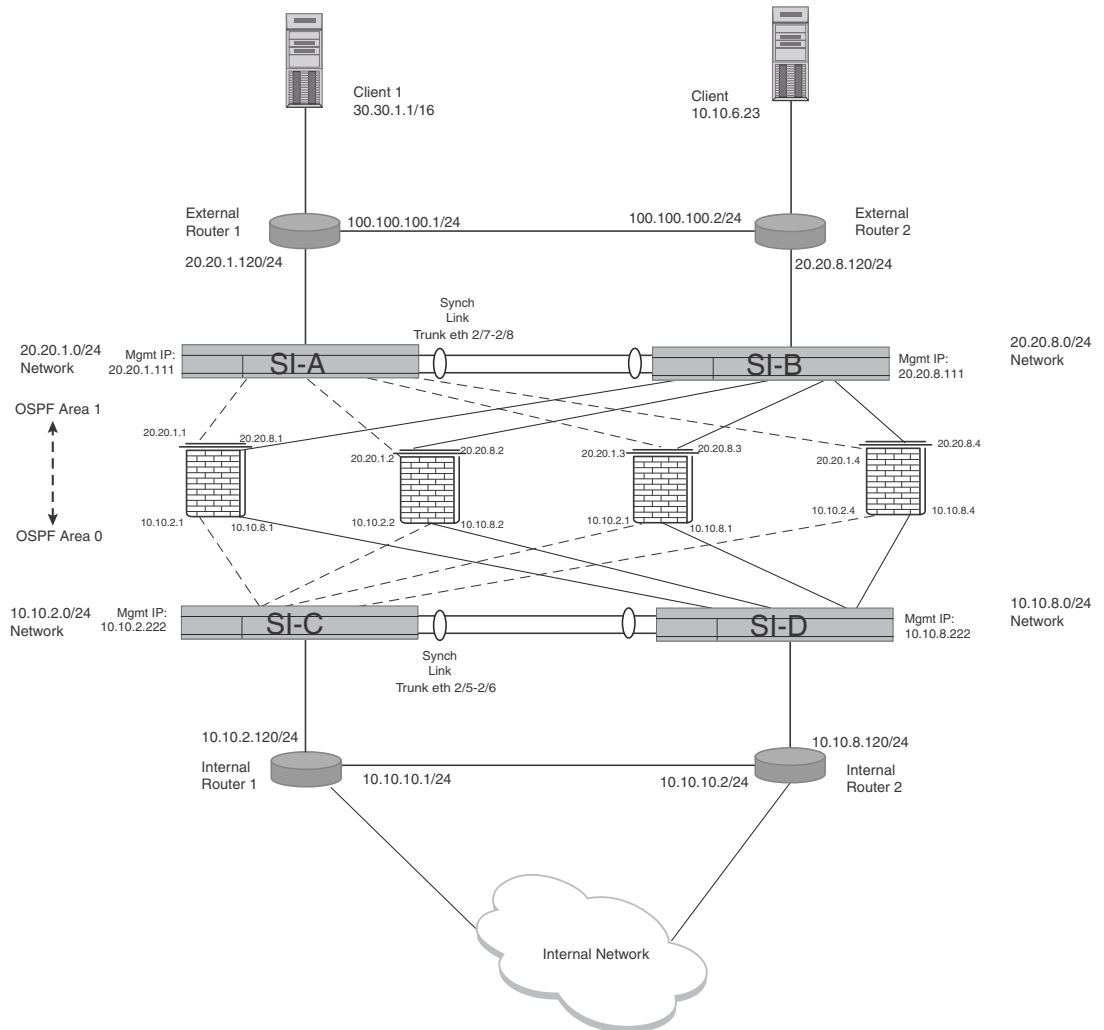 Client 1
30.30.1.1/16
Client
10.10.6.23
External
Router 1
100.100.100.1/24
100.100.100.2/24
External
Router 2
20.20.1.120/24
20.20.8.120/24
Synch
Link
Trunk eth 2/7-2/8
20.20.1.0/24
Network
Mgmt IP:
20.20.1.111
SI-A
SI-B
Mgmt IP:
20.20.8.111
20.20.8.0/24
Network
OSPF Area 1
20.20.1.1
20.20.8.1
20.20.1.2
20.20.8.2
20.20.1.3
20.20.8.3
20.20.1.4
20.20.8.4
OSPF Area 0
10.10.2.1
10.10.8.1
10.10.2.2
10.10.8.2
10.10.2.1
10.10.8.1
10.10.2.4
10.10.8.4
10.10.2.0/24
Network
Mgmt IP:
10.10.2.222
SI-C
SI-D
Mgmt IP:
10.10.8.222
10.10.8.0/24
Network
Synch
Link
Trunk eth 2/5-2/6
10.10.2.120/24
10.10.8.120/24
Internal
Router 1
10.10.10.1/24
10.10.10.2/24
Internal
Router 2
Internal Network